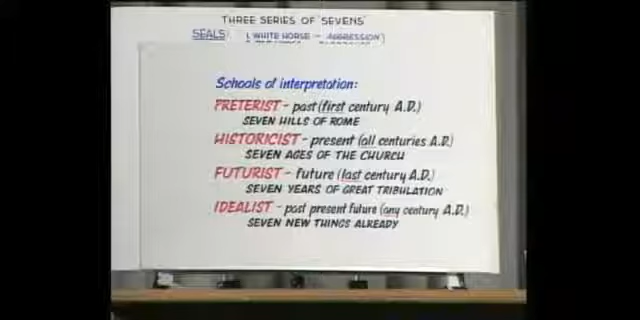 THREE SERIES OF 'SEVENS'
SEALS: 1. WHITE HORSE - AGGRESSION
Schools of interpretation:
PRETERIST - past (first century A.D.)
SEVEN HILLS OF ROME
HISTORICIST - present (all centuries A.D.)
SEVEN AGES OF THE CHURCH
FUTURIST - future (last century A.D.)
SEVEN YEARS OF GREAT TRIBULATION
IDEALIST - past present future (any century A.D.)
SEVEN NEW THINGS ALREADY